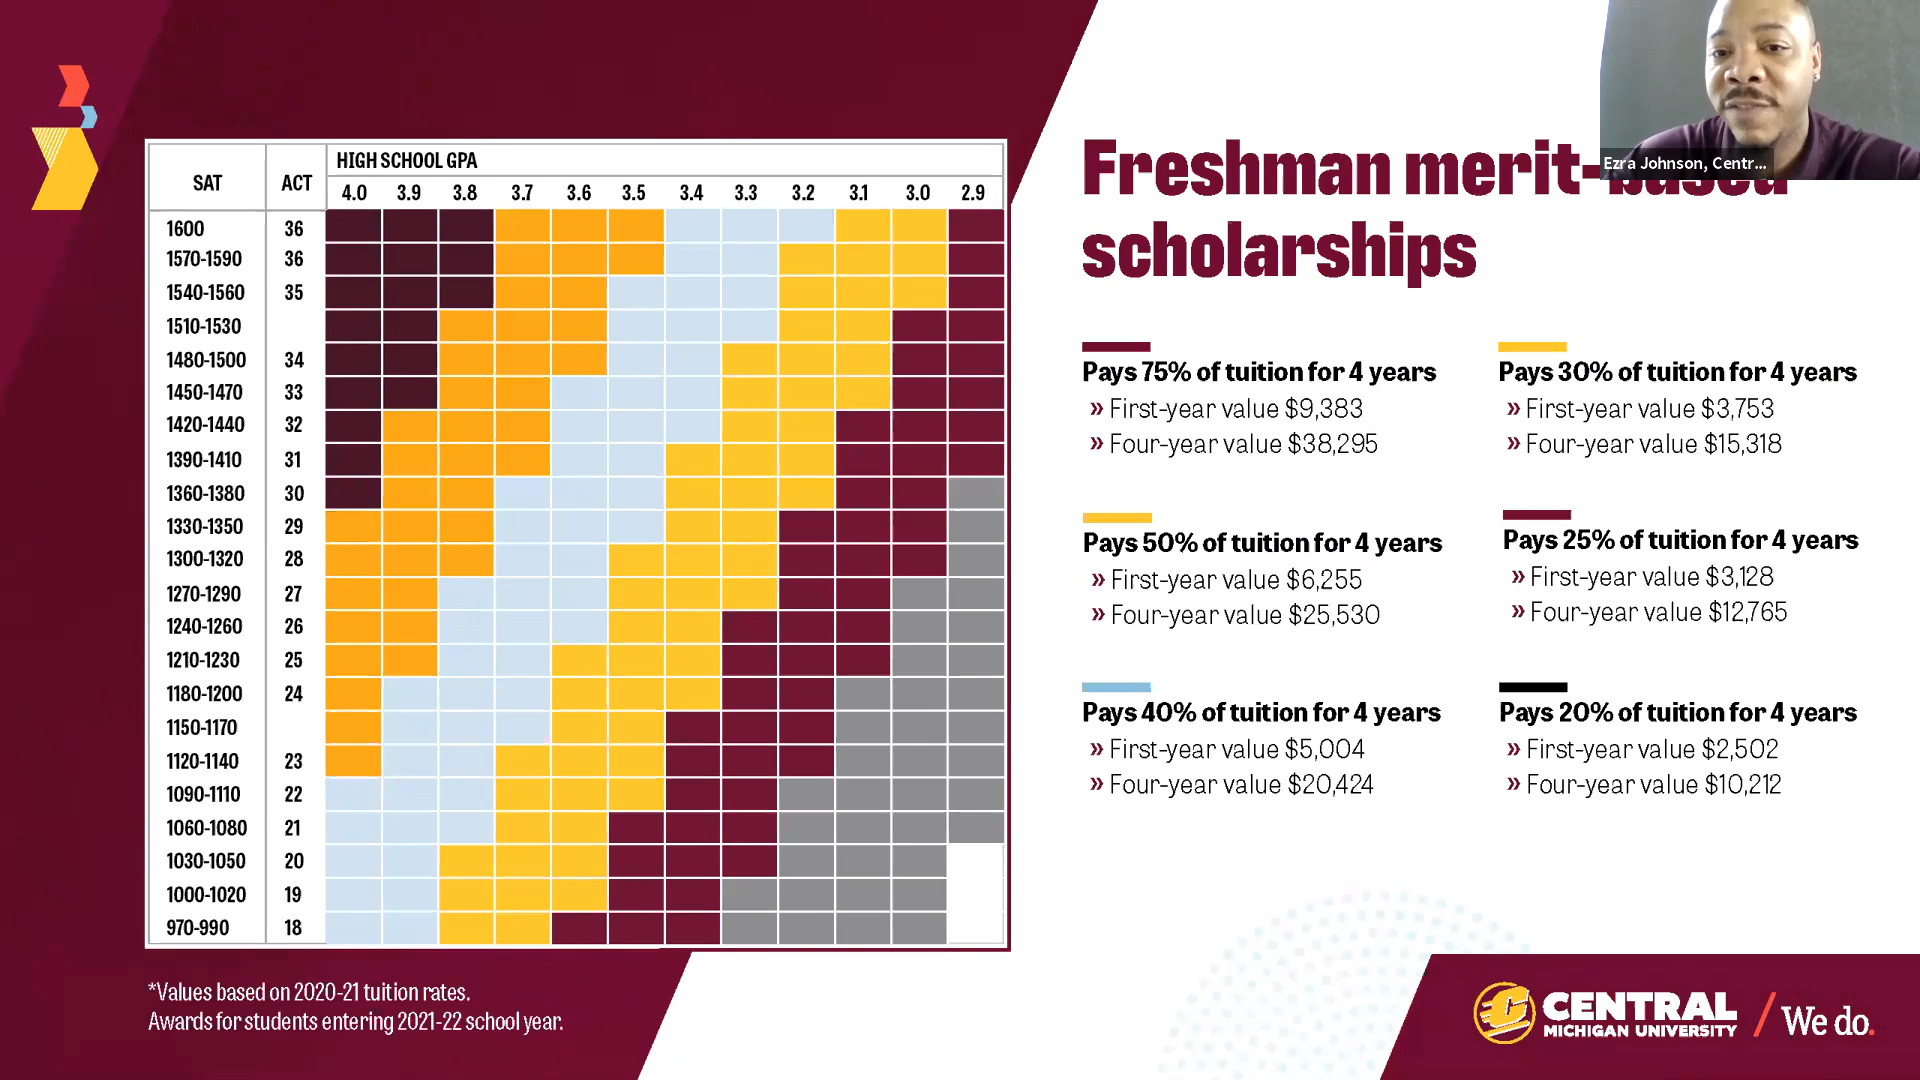 Ezra Johnson, Centr...
Freshman merit-based
scholarships
HIGH SCHOOL GPA
SAT ACT 4.0 3.9 3.8 3.7 3.6 3.5 3.4 3.3 3.2 3.1 3.0 2.9
1600 36
1570-1590 36
1540-1560 35
1510-1530
1480-1500 34
1450-1470 33
1420-1440 32
1390-1410 31
1360-1380 30
1330-1350 29
1300-1320 28
1270-1290 27
1240-1260 26
1210-1230 25
1180-1200 24
1150-1170
1120-1140 23
1090-1110 22
1060-1080 21
1030-1050 20
1000-1020 19
970-990 18
*Values based on 2020-21 tuition rates.
Awards for students entering 2021-22 school year.
Pays 75% of tuition for 4 years
» First-year value $9,383
» Four-year value $38,295
Pays 50% of tuition for 4 years
» First-year value $6,255
» Four-year value $25,530
Pays 40% of tuition for 4 years
» First-year value $5,004
» Four-year value $20,424
Pays 30% of tuition for 4 years
» First-year value $3,753
» Four-year value $15,318
Pays 25% of tuition for 4 years
» First-year value $3,128
» Four-year value $12,765
Pays 20% of tuition for 4 years
» First-year value $2,502
» Four-year value $10,212
C
CENTRAL
MICHIGAN UNIVERSITY
We do.